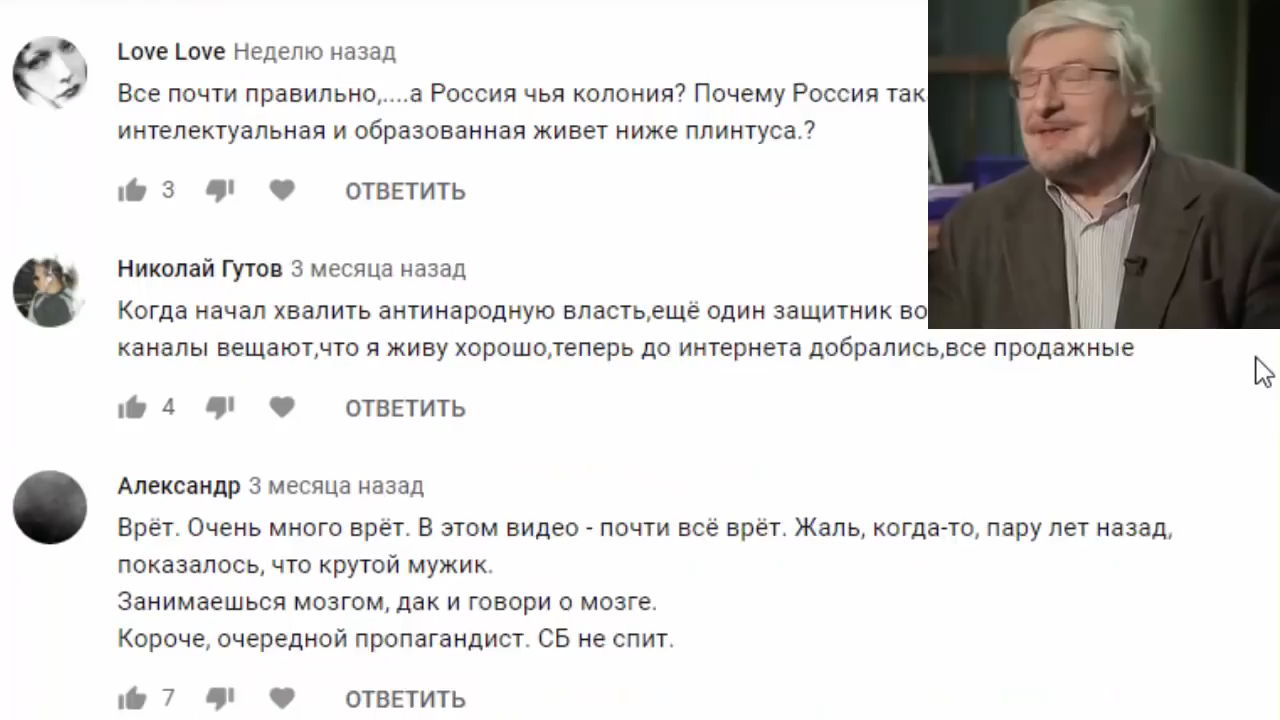 Love Love Неделю назад
Все почти правильно,....а Россия чья колония? Почему Россия так
интелектуальная и образованная живет ниже плинтуса.?
3 ОТВЕТИТЬ
Николай Гутов 3 месяца назад
Когда начал хвалить антинародную власть,ещё один защитник
каналы вещают,что я живу хорошо,теперь до интернета добрались,все продажные
4 ОТВЕТИТЬ
Александр 3 месяца назад
Врёт. Очень много врёт. В этом видео - почти всё врёт. Жаль, когда-то, пару лет назад,
показалось, что крутой мужик.
Занимаешься мозгом, дак и говори о мозге.
Короче, очередной пропагандист. СБ не спит.
7 ОТВЕТИТЬ